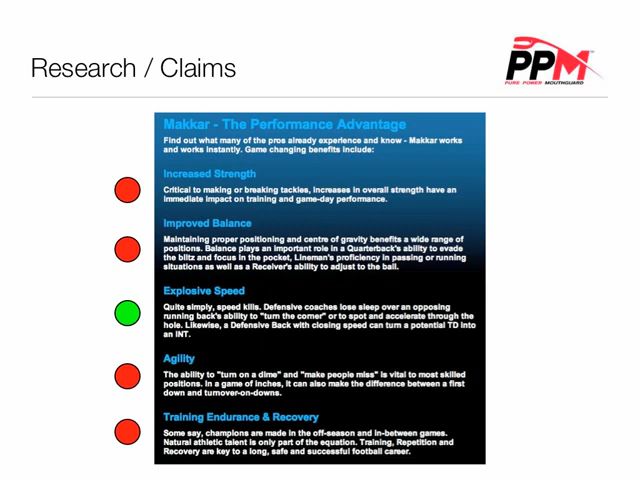 Research / Claims
PPM
PURE POWER MOUTHGUARD
Makkar - The Performance Advantage
Find out what many of the pros already experience and know - Makkar works
and works instantly. Game changing benefits include:
Increased Strength
Critical to making or breaking tackles, increases in overall strength have an
immediate impact on training and game-day performance.
Improved Balance
Maintaining proper positioning and centre of gravity benefits a wide range of
positions. Balance plays an important role in a Quarterback's ability to evade
the blitz and focus in the pocket, Lineman's proficiency in passing or running
situations as well as a Receiver's ability to adjust to the ball.
Explosive Speed
Quite simply, speed kills. Defensive coaches lose sleep over an opposing
running back's ability to "turn the corner" or to spot and accelerate through the
hole. Likewise, a Defensive Back with closing speed can turn a potential TD into
an INT.
Agility
The ability to "turn on a dime" and "make people miss" is vital to most skilled
positions. In a game of inches, it can also make the difference between a first
down and turnover-on-downs.
Training Endurance & Recovery
Some say, champions are made in the off-season and in-between games.
Natural athletic talent is only part of the equation. Training, Repetition and
Recovery are key to a long, safe and successful football career.